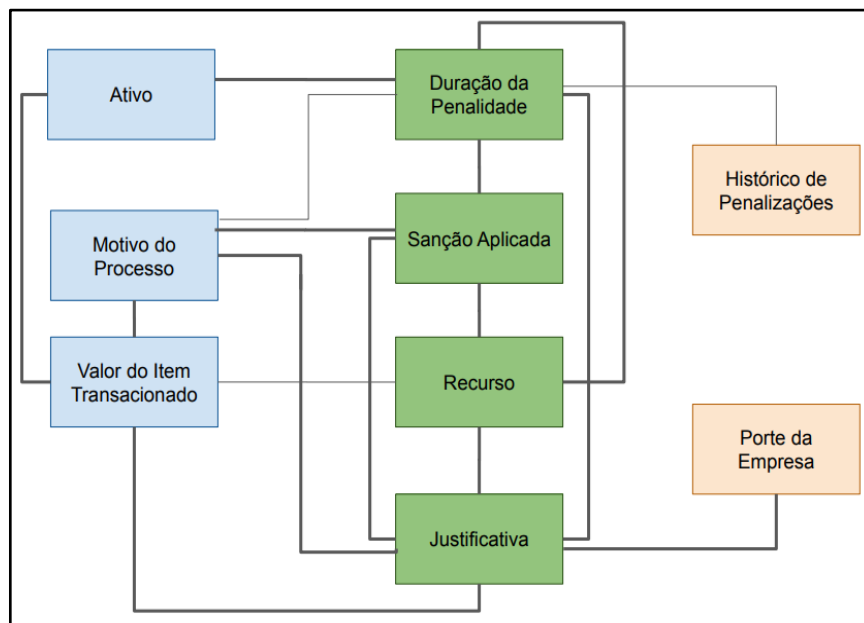 Ativo
Duração da
Penalidade
Histórico de
Penalizações
Motivo do
Processo
Sanção Aplicada
Valor do Item
Transacionado
Recurso
Porte da
Empresa
Justificativa